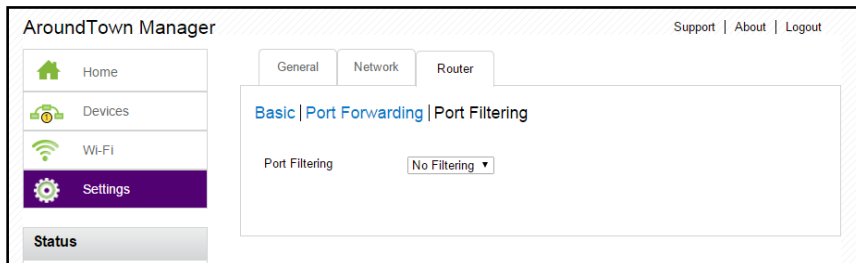 AroundTown Manager
Support | About | Logout
Home
Devices
Wi-Fi
Settings
Status
General
Network
Router
Basic | Port Forwarding | Port Filtering
Port Filtering
No Filtering